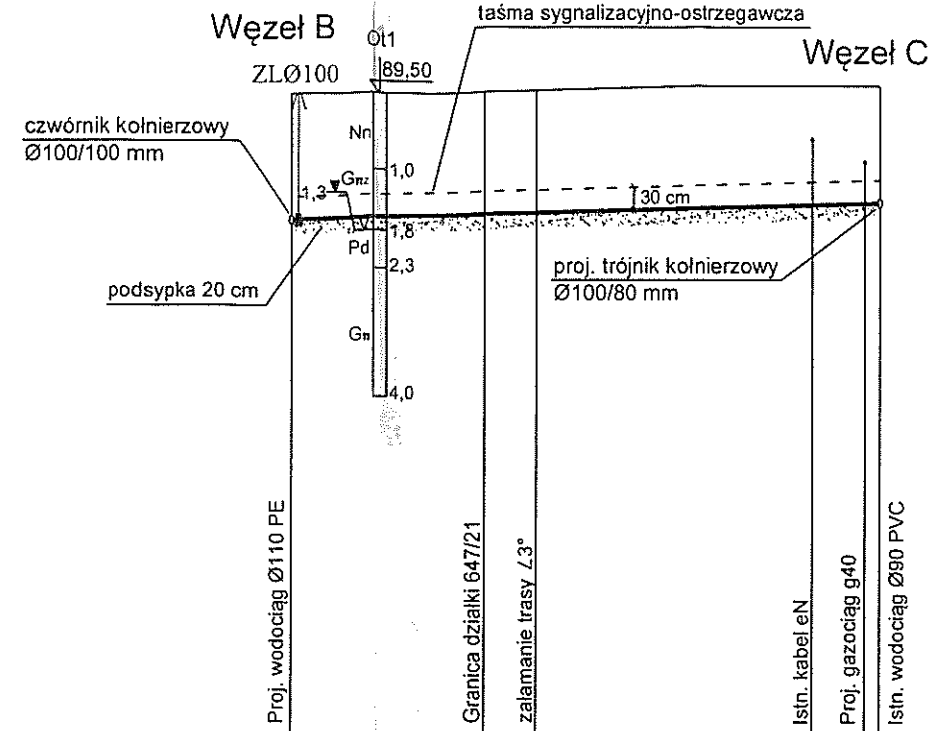 taśma sygnalizacyjno-ostrzegawcza
Węzeł B
Ot1
Węzeł C
ZLØ100
89,50
czwórnik kołnierzowy
Ø100/100 mm
Nn
1,0
Gπz
1,3
30 cm
1,8
Pd
2,3
proj. trójnik kołnierzowy
Ø100/80 mm
podsypka 20 cm
Gπ
4,0
Proj. wodociąg Ø110 PE
Granica działki 647/21
załamanie trasy ∠3°
Istn. kabel eN
Proj. gazociąg g40
Istn. wodociąg Ø90 PVC